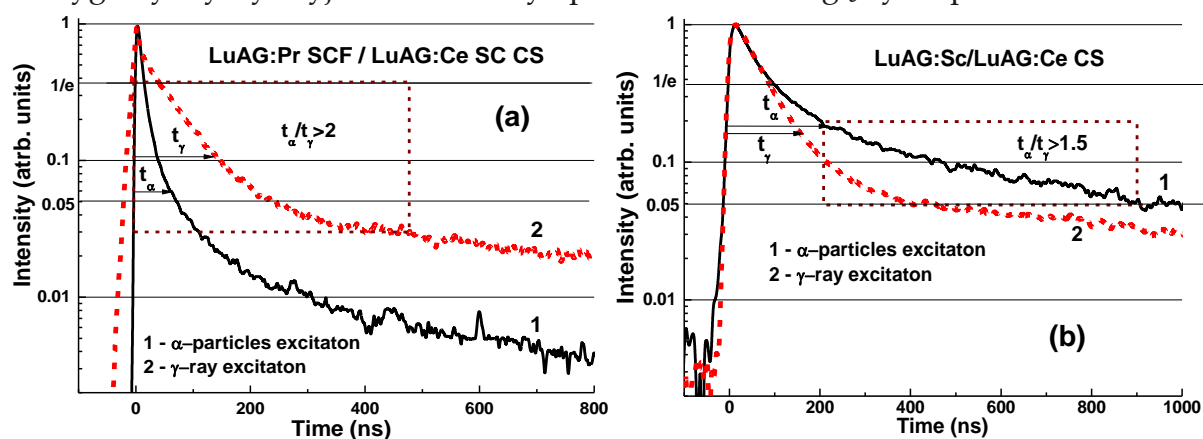 LuAG:Pr SCF / LuAG:Ce SC CS
(a)
tα/tγ>2
tγ
tα
2
1
1 - α–particles excitaton
2 - γ–ray excitaton
Intensity (atrb. units)
1
1/e
0.1
0.05
0.01
0 200 400 600 800
Time (ns)
LuAG:Sc/LuAG:Ce CS
tα
tγ
tα/tγ>1.5
1
2
1 - α–particles excitaton
2 - γ–ray excitaton
(b)
Intensity (atrb. units)
1
1/e
0.1
0.05
0.01
0 200 400 600 800 1000
Time (ns)